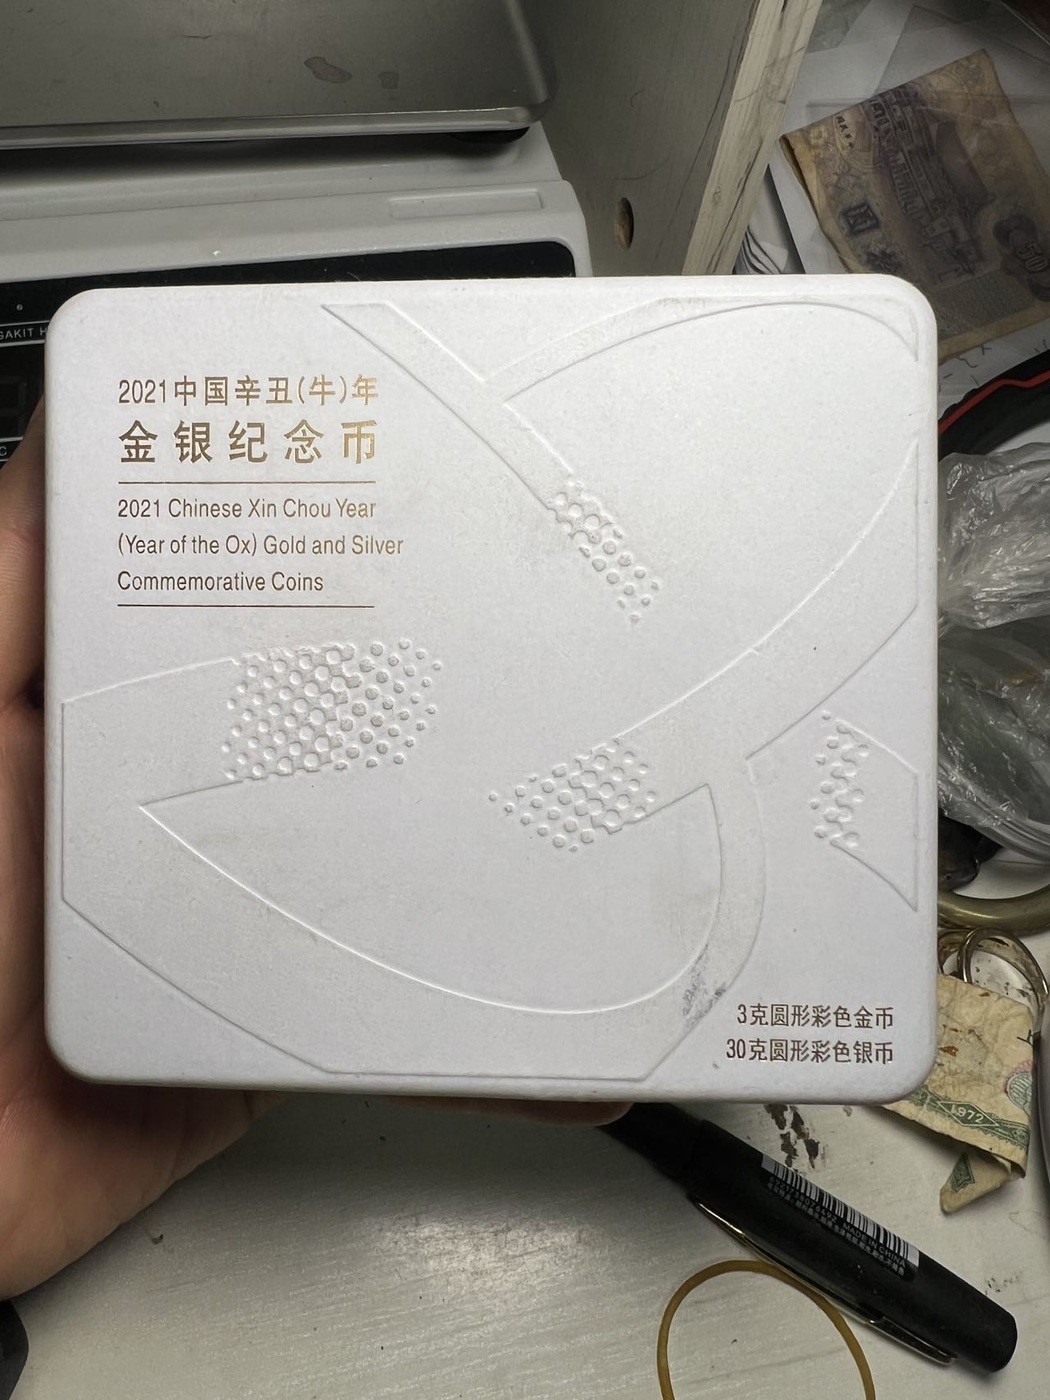 2021中国辛丑(牛)年
金银纪念币
2021 Chinese Xin Chou Year
(Year of the Ox) Gold and Silver
Commemorative Coins
3克圆形彩色金币
30克圆形彩色银币
1972
50